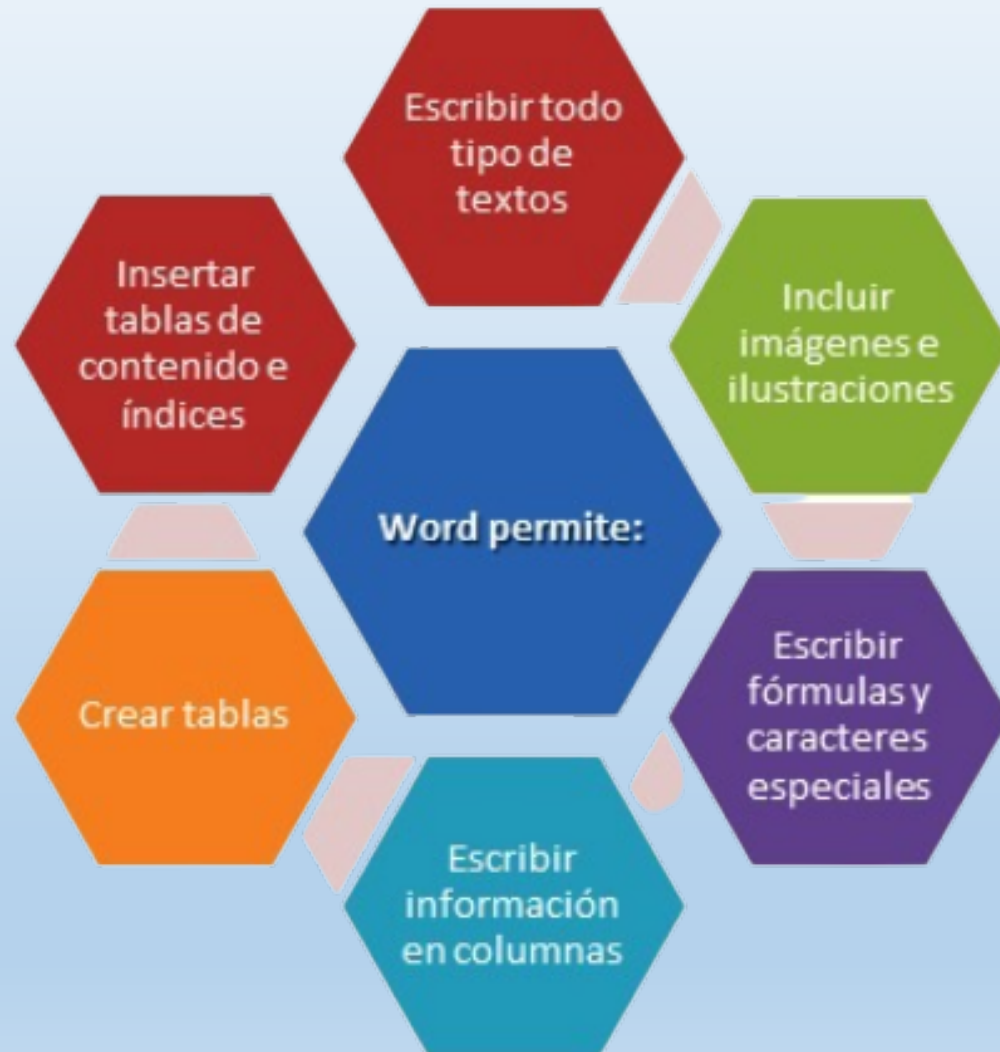 Escribir todo
tipo de
textos
Insertar
tablas de
contenido e
índices
Incluir
imágenes e
ilustraciones
Word permite:
Crear tablas
Escribir
fórmulas y
caracteres
especiales
Escribir
información
en columnas